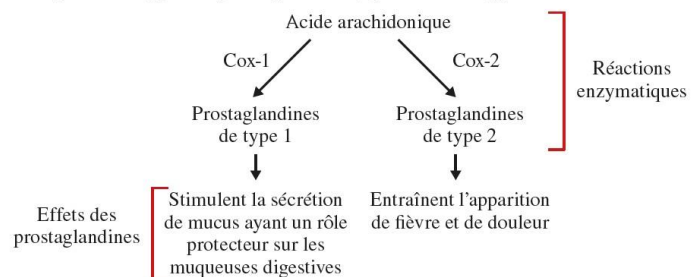 Acide arachidonique
Cox-1
Cox-2
Réactions
enzymatiques
Prostaglandines
de type 1
Prostaglandines
de type 2
Effets des
prostaglandines
Stimulent la sécrétion
de mucus ayant un rôle
protecteur sur les
muqueuses digestives
Entraînent l'apparition
de fièvre et de douleur